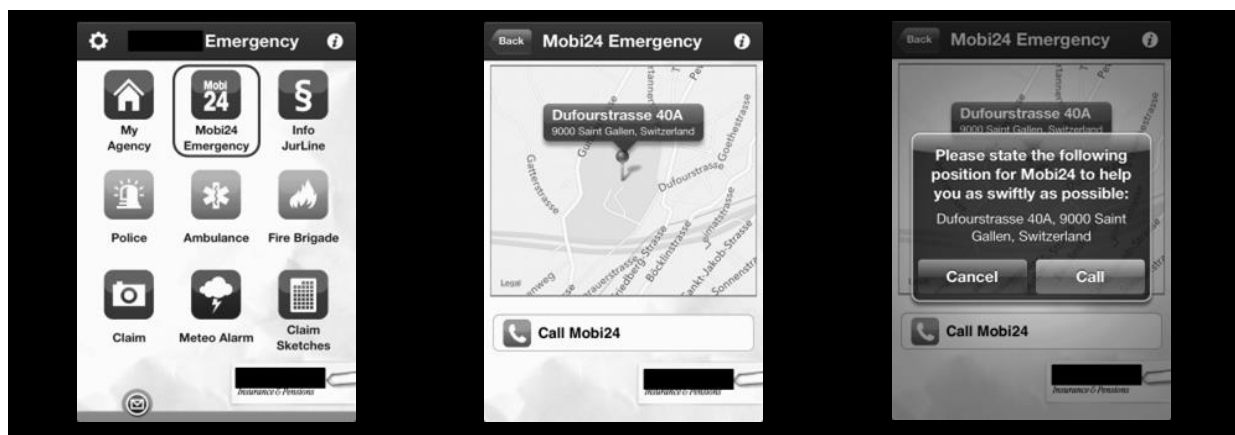 Emergency
Mobi
24
§
My
Agency
Mobi24
Emergency
Info
JurLine
Police
Ambulance
Fire Brigade
Claim
Meteo Alarm
Claim
Sketches
Insurance & Pensions
Back
Mobi24 Emergency
Dufourstrasse 40A
9000 Saint Gallen, Switzerland
Gatterstrasse
Goethestrasse
Dufourstrasse
Böcklinstrasse
Legal
Call Mobi24
Insurance & Pensions
Back
Mobi24 Emergency
Dufourstrasse 40A
9000 Saint Gallen, Switzerland
Please state the following
position for Mobi24 to help
you as swiftly as possible:
Dufourstrasse 40A, 9000 Saint
Gallen, Switzerland
Cancel
Call
Call Mobi24
Insurance & Pensions